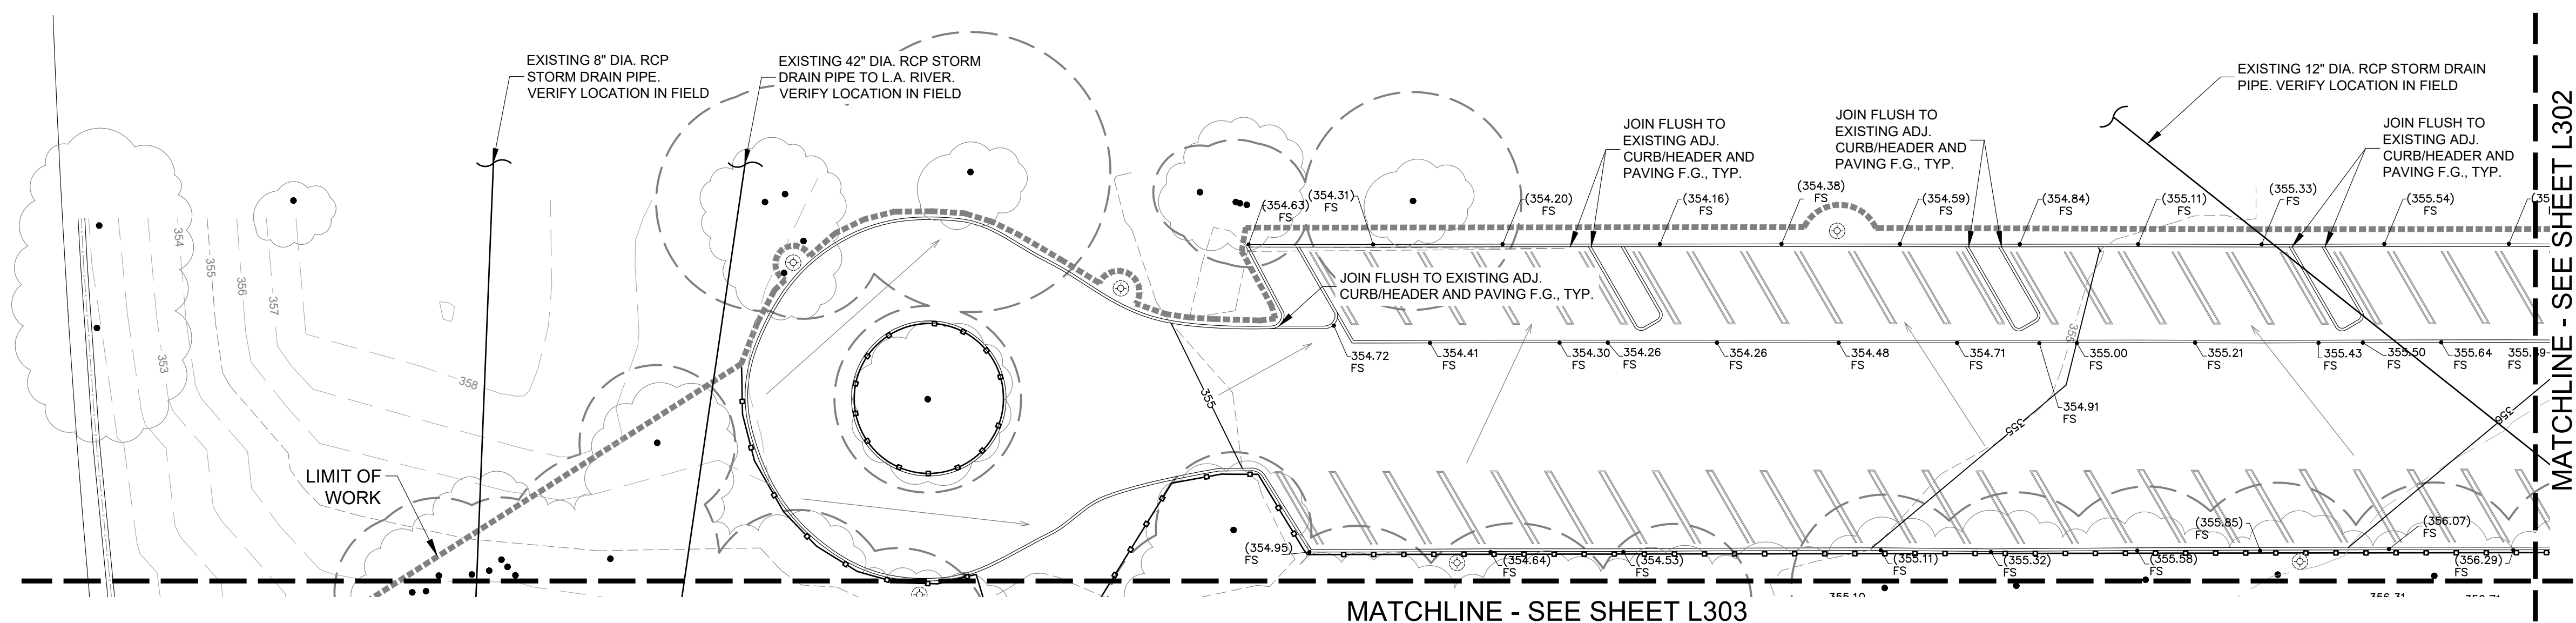 EXISTING 8" DIA. RCP
STORM DRAIN PIPE.
VERIFY LOCATION IN FIELD
EXISTING 42" DIA. RCP STORM
DRAIN PIPE TO L.A. RIVER.
VERIFY LOCATION IN FIELD
EXISTING 12" DIA. RCP STORM DRAIN
PIPE. VERIFY LOCATION IN FIELD
JOIN FLUSH TO
EXISTING ADJ.
CURB/HEADER AND
PAVING F.G., TYP.
JOIN FLUSH TO
EXISTING ADJ.
CURB/HEADER AND
PAVING F.G., TYP.
JOIN FLUSH TO
EXISTING ADJ.
CURB/HEADER AND
PAVING F.G., TYP.
(354.63)
FS
(354.31)
FS
(354.20)
FS
(354.16)
FS
(354.38)
FS
(354.59)
FS
(354.84)
FS
(355.11)
FS
(355.33)
FS
(355.54)
FS
354
355
356
357
353
358
JOIN FLUSH TO EXISTING ADJ.
CURB/HEADER AND PAVING F.G., TYP.
355
354.72
FS
354.41
FS
354.30
FS
354.26
FS
354.26
FS
354.48
FS
354.71
FS
355.00
FS
355.21
FS
355.43
FS
355.50
FS
355.64
FS
FS
354.91
FS
355
355
356
LIMIT OF
WORK
(354.95)
FS
(354.64)
FS
(354.53)
FS
(355.11)
FS
(355.32)
FS
(355.58)
FS
(355.85)
FS
(356.07)
FS
(356.29)
FS
355.10
356.31
MATCHLINE - SEE SHEET L303
MATCHLINE - SEE SHEET L302